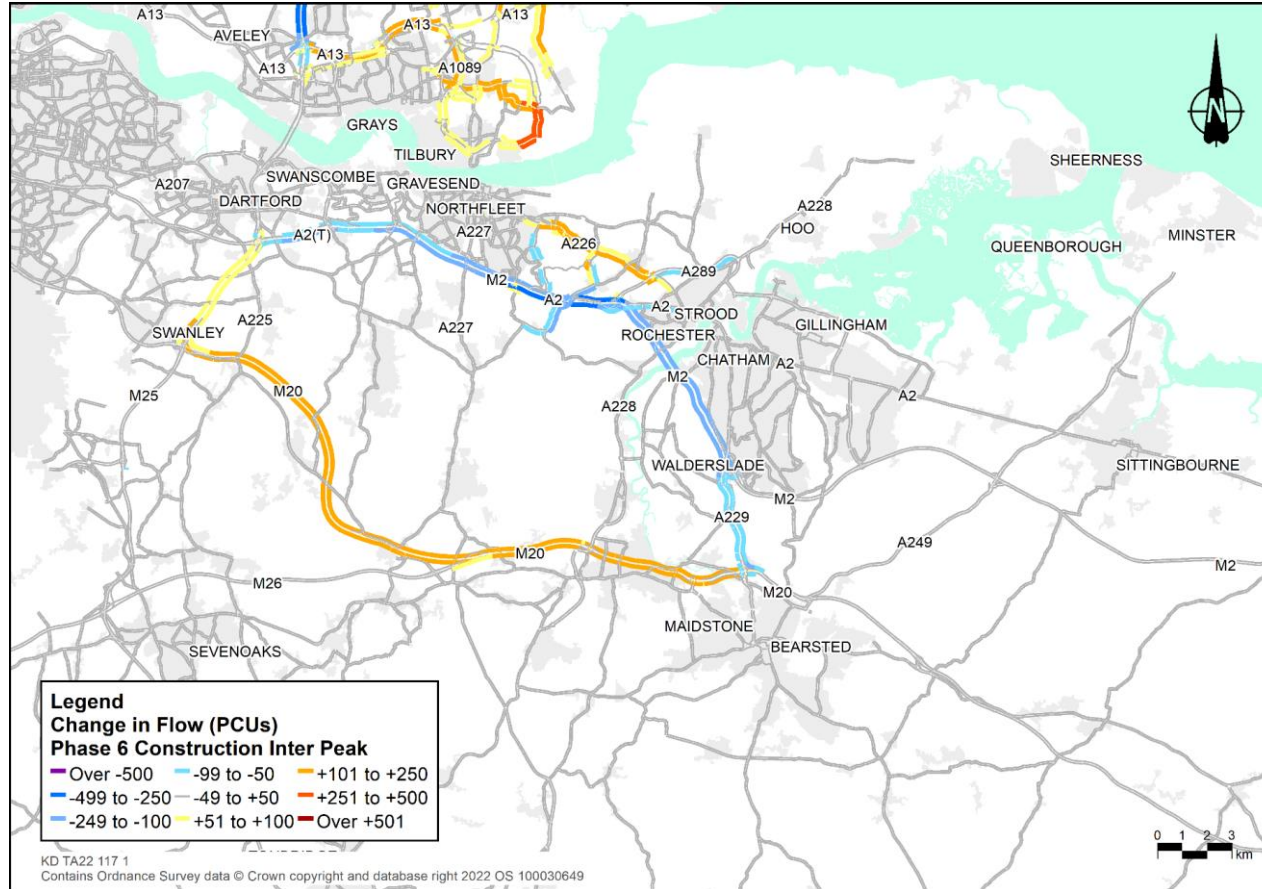 A13
A13
A13
AVELEY
A13
A13
A1089
N
GRAYS
TILBURY
SHEERNESS
A207
SWANSCOMBE
GRAVESEND
DARTFORD
NORTHFLEET
A228
A2(T)
A227
A226
HOO
QUEENBOROUGH
MINSTER
A289
M2
A2
A2
STROOD
SWANLEY
A225
A227
ROCHESTER
GILLINGHAM
CHATHAM
A2
M2
M25
M20
A2
A228
WALDERSLADE
SITTINGBOURNE
M2
A229
A249
M20
M2
M26
M20
MAIDSTONE
BEARSTED
SEVENOAKS
Legend
Change in Flow (PCUs)
Phase 6 Construction Inter Peak
Over -500 -99 to -50 +101 to +250
-499 to -250 -49 to +50 +251 to +500
-249 to -100 +51 to +100 Over +501
0 1 2 3
km
KD TA22 117 1
Contains Ordnance Survey data © Crown copyright and database right 2022 OS 100030649